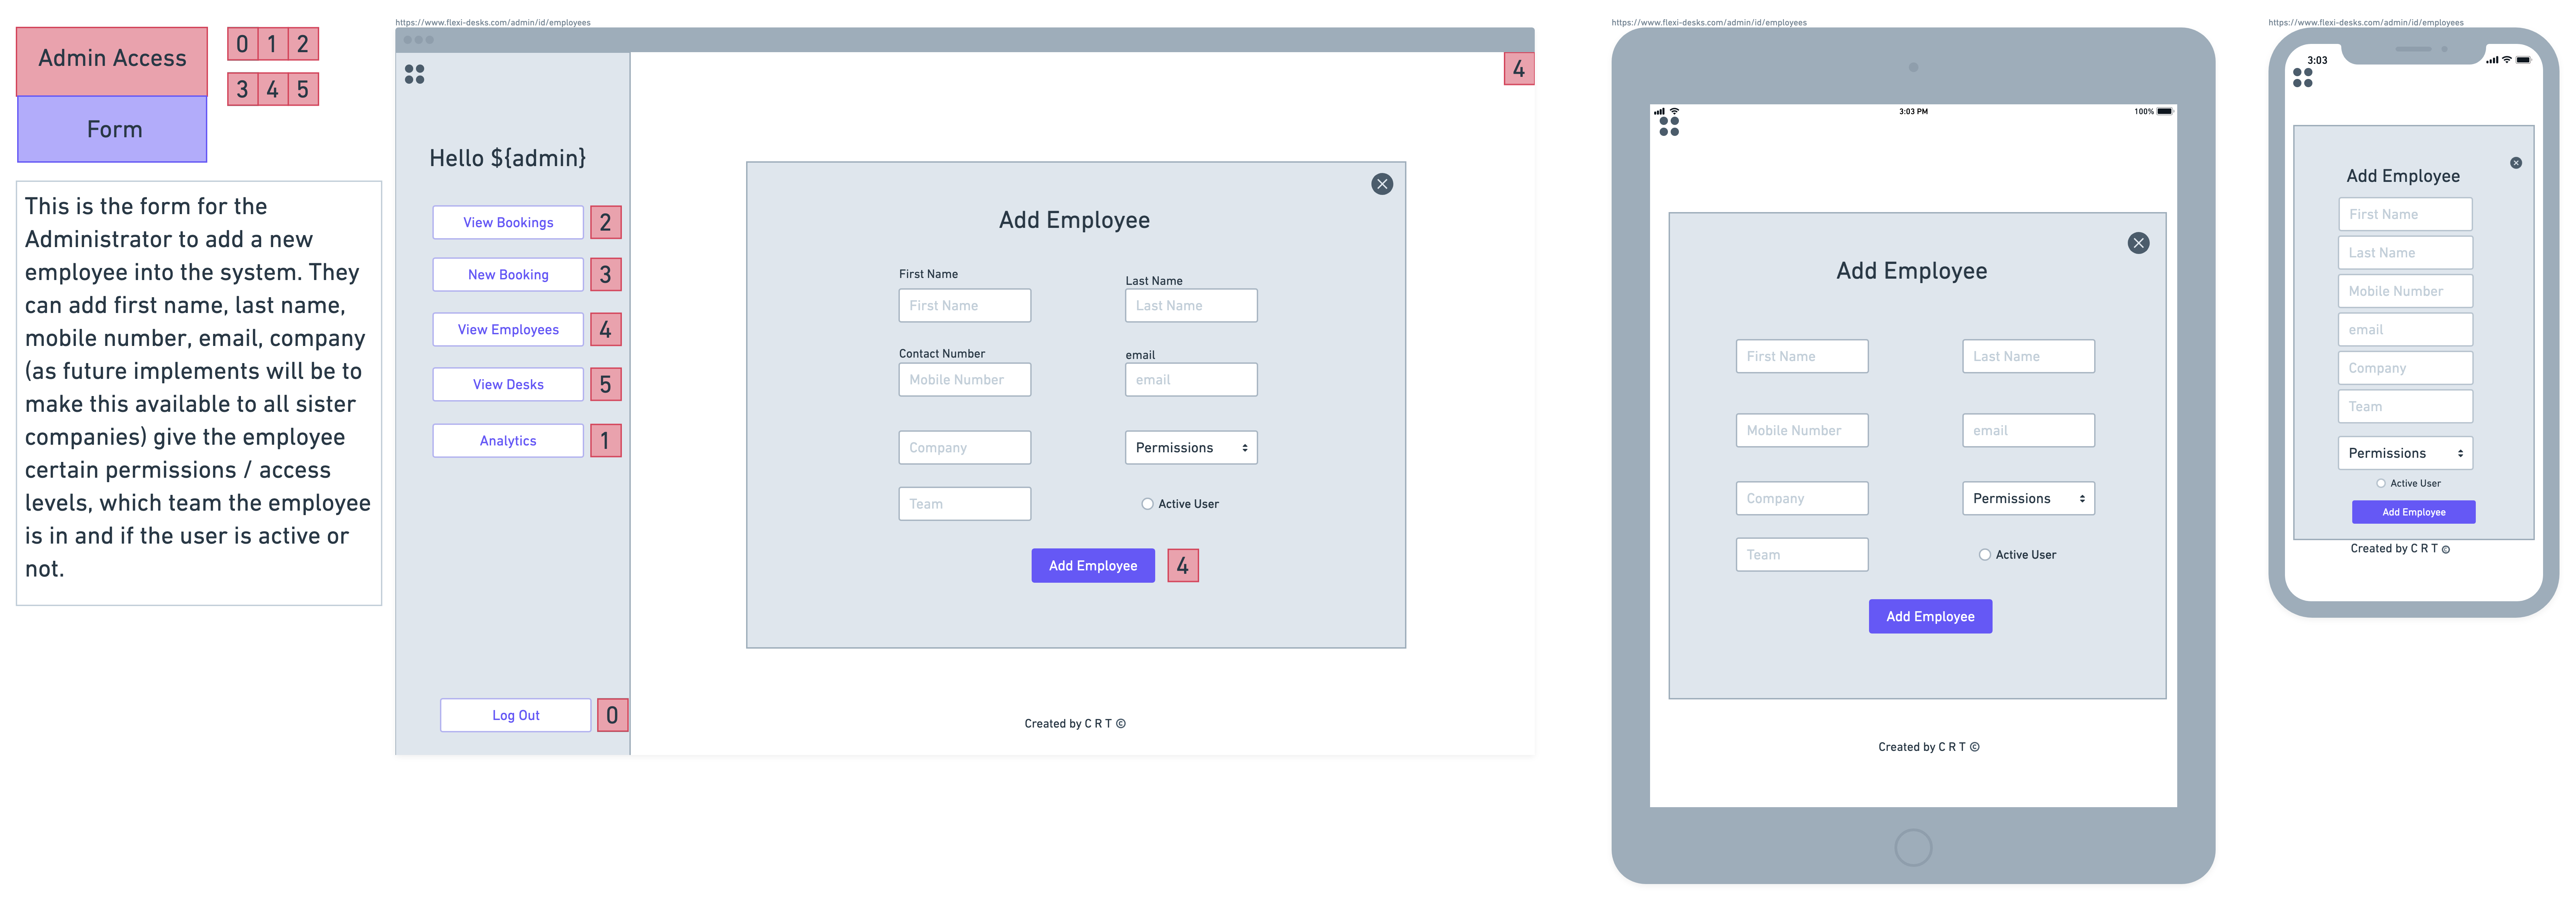 Admin Access
0 1 2
3 4 5
Form
This is the form for the
Administrator to add a new
employee into the system. They
can add first name, last name,
mobile number, email, company
(as future implements will be to
make this available to all sister
companies) give the employee
certain permissions / access
levels, which team the employee
is in and if the user is active or
not.
https://www.flexi-desks.com/admin/id/employees
4
Hello ${admin}
View Bookings 2
New Booking 3
View Employees 4
View Desks 5
Analytics 1
Log Out 0
Add Employee
First Name
Last Name
First Name
Last Name
Contact Number
email
Mobile Number
email
Company
Permissions
Team
Active User
Add Employee 4
Created by C R T ©
https://www.flexi-desks.com/admin/id/employees
3:03 PM
100%
Add Employee
First Name
Last Name
Mobile Number
email
Company
Permissions
Team
Active User
Add Employee
Created by C R T ©
https://www.flexi-desks.com/admin/id/employees
3:03
Add Employee
First Name
Last Name
Mobile Number
email
Company
Team
Permissions
Active User
Add Employee
Created by C R T ©